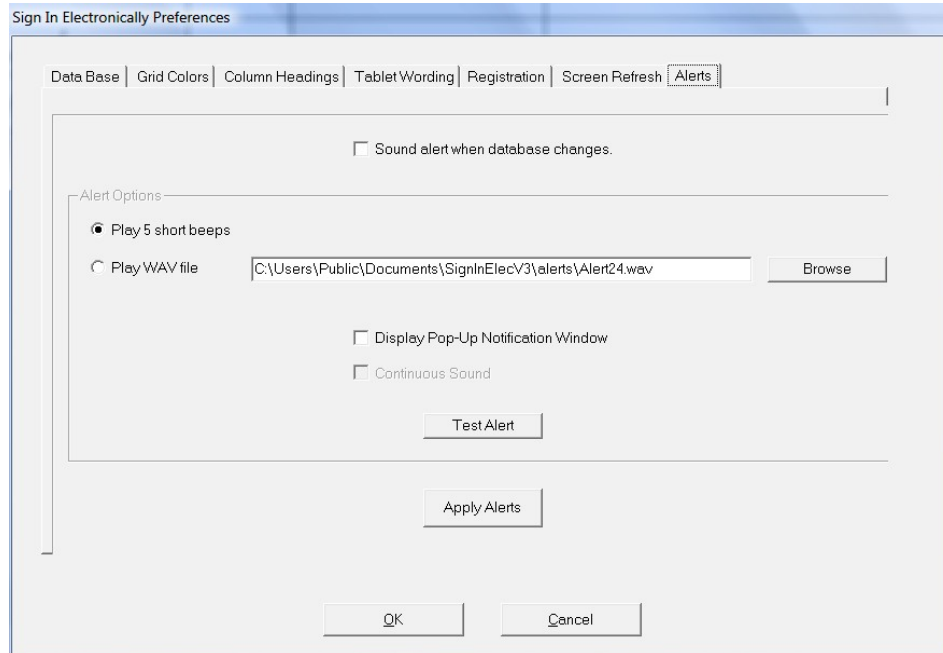 Sign In Electronically Preferences
Data Base Grid Colors Column Headings Tablet Wording Registration Screen Refresh Alerts
Sound alert when database changes.
Alert Options
Play 5 short beeps
Play WAV file C:\Users\Public\Documents\SignInElecV3\alerts\Alert24.wav Browse
Display Pop-Up Notification Window
Continuous Sound
Test Alert
Apply Alerts
OK Cancel